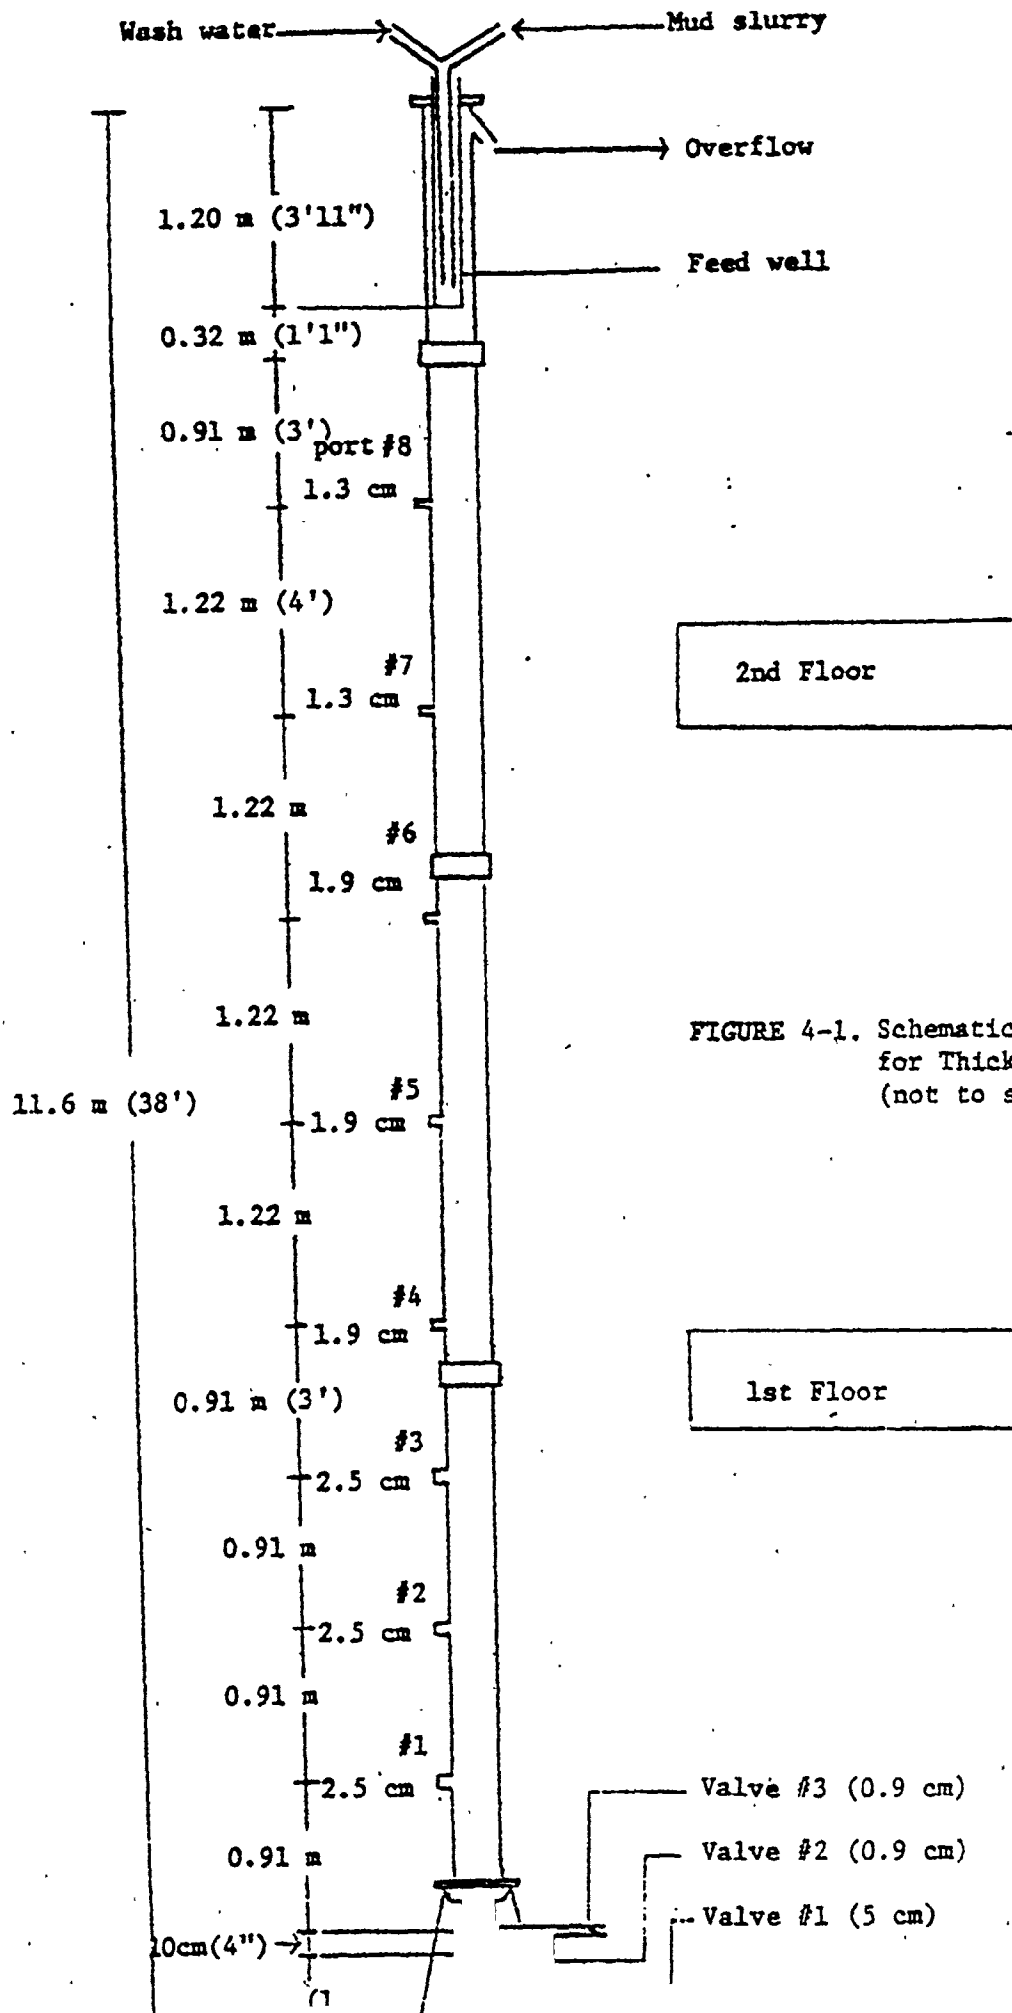 Wash water
Mud slurry
Overflow
1.20 m (3'11")
Feed well
0.32 m (1'1")
0.91 m (3')
port #8
1.3 cm
1.22 m (4')
#7
2nd Floor
1.3 cm
1.22 m
#6
1.9 cm
1.22 m
FIGURE 4-1. Schematic
for Thick
(not to s
#5
11.6 m (38')
1.9 cm
1.22 m
#4
1.9 cm
1st Floor
0.91 m (3')
#3
2.5 cm
0.91 m
#2
2.5 cm
0.91 m
#1
2.5 cm
Valve #3 (0.9 cm)
0.91 m
Valve #2 (0.9 cm)
Valve #1 (5 cm)
10cm(4")